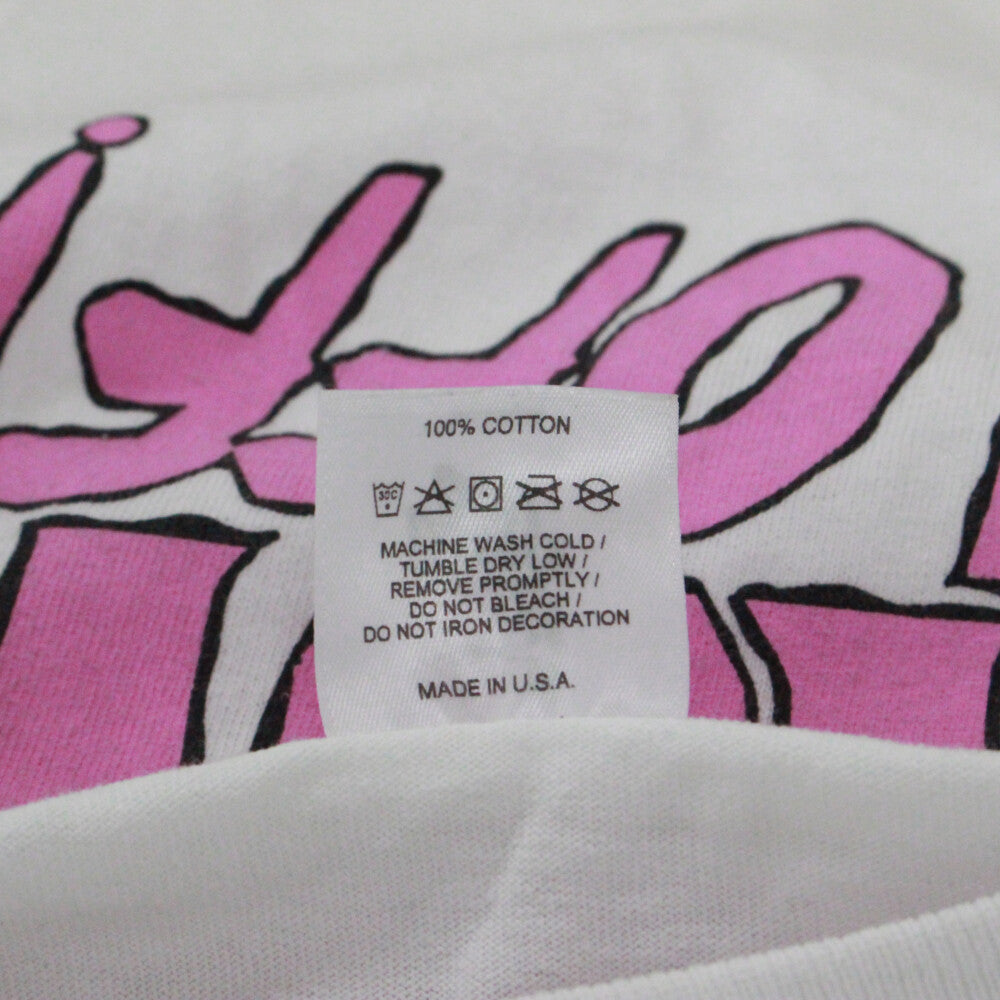 100% COTTON
30C
MACHINE WASH COLD /
TUMBLE DRY LOW /
REMOVE PROMPTLY /
DO NOT BLEACH /
DO NOT IRON DECORATION
MADE IN U.S.A.